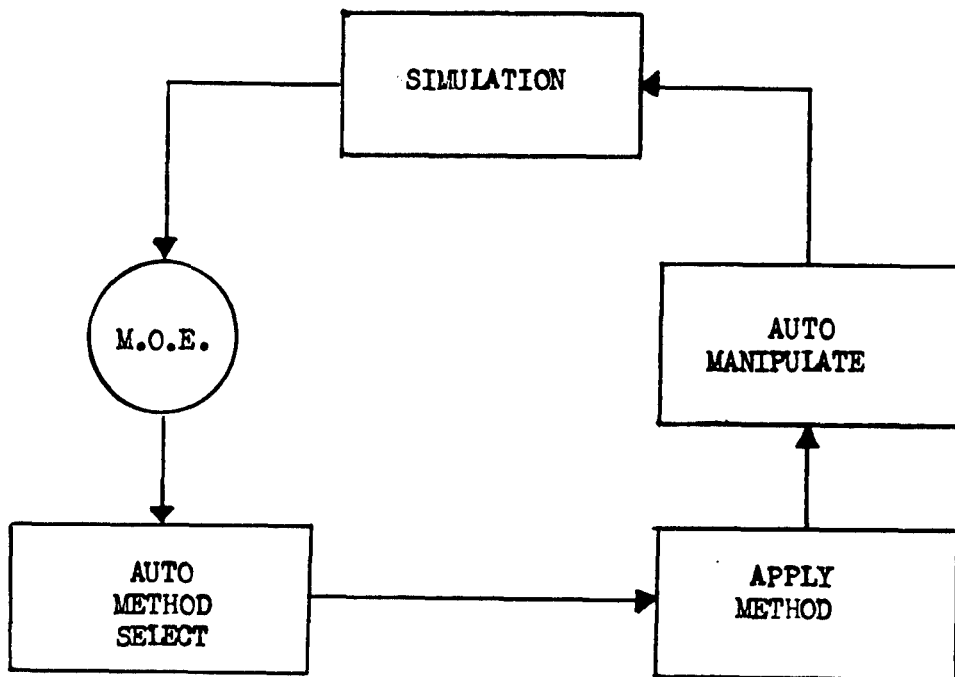 SIMULATION
M.O.E.
AUTO
MANIPULATE
AUTO
METHOD
SELECT
APPLY
METHOD